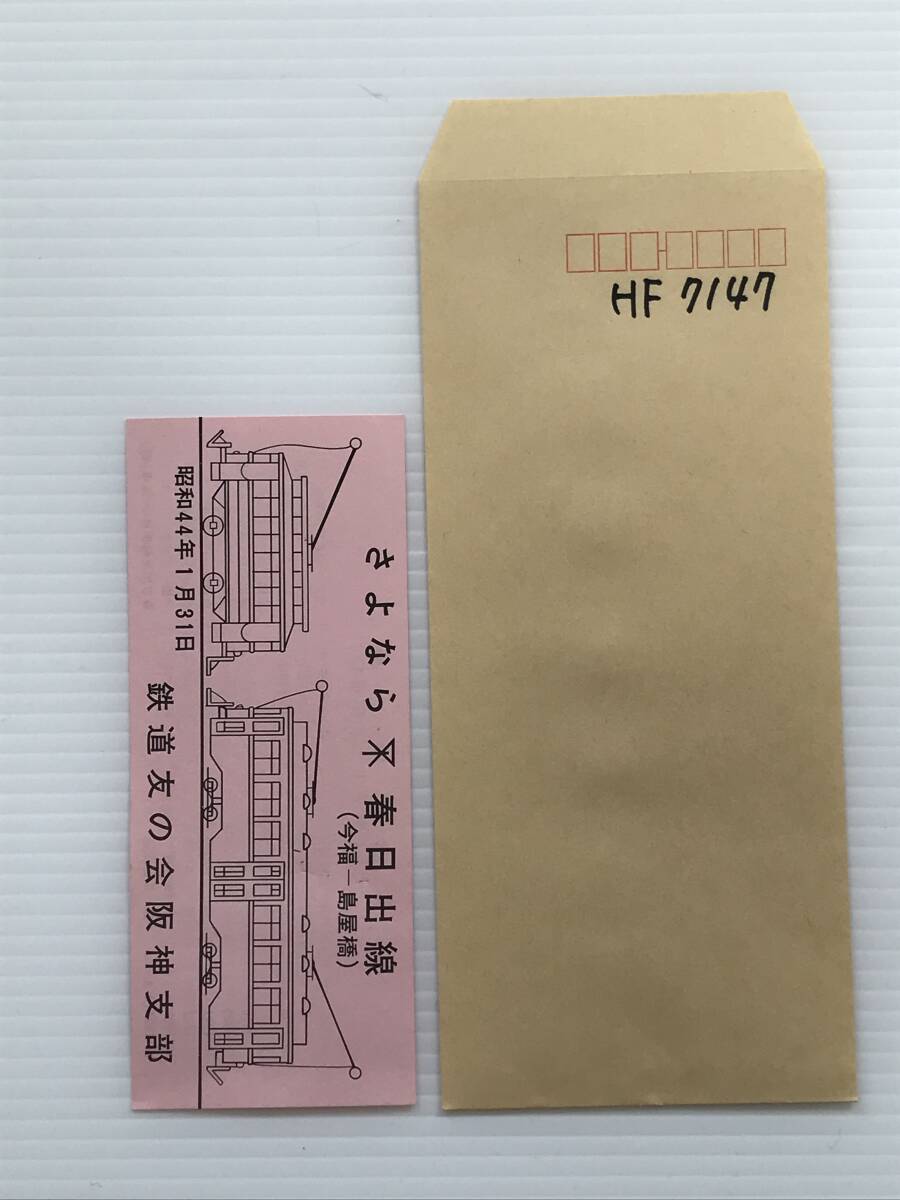 さよなら 春日出線
(今福－島屋橋)
昭和44年1月31日
鉄道友の会阪神支部
HF 7147